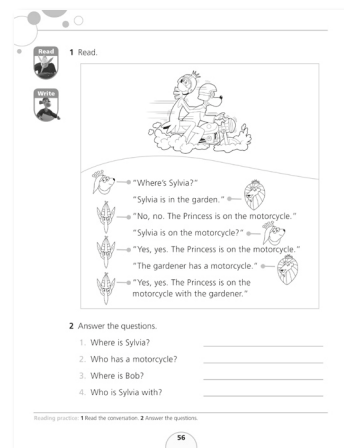 Read
1 Read.
Write
"Where's Sylvia?"
"Sylvia is in the garden."
"No, no. The Princess is on the motorcycle."
"Sylvia is on the motorcycle?"
"Yes, yes. The Princess is on the motorcycle."
"The gardener has a motorcycle."
"Yes, yes. The Princess is on the
motorcycle with the gardener."
2 Answer the questions.
1. Where is Sylvia?
2. Who has a motorcycle?
3. Where is Bob?
4. Who is Sylvia with?
Reading practice: 1 Read the conversation. 2 Answer the questions.
56